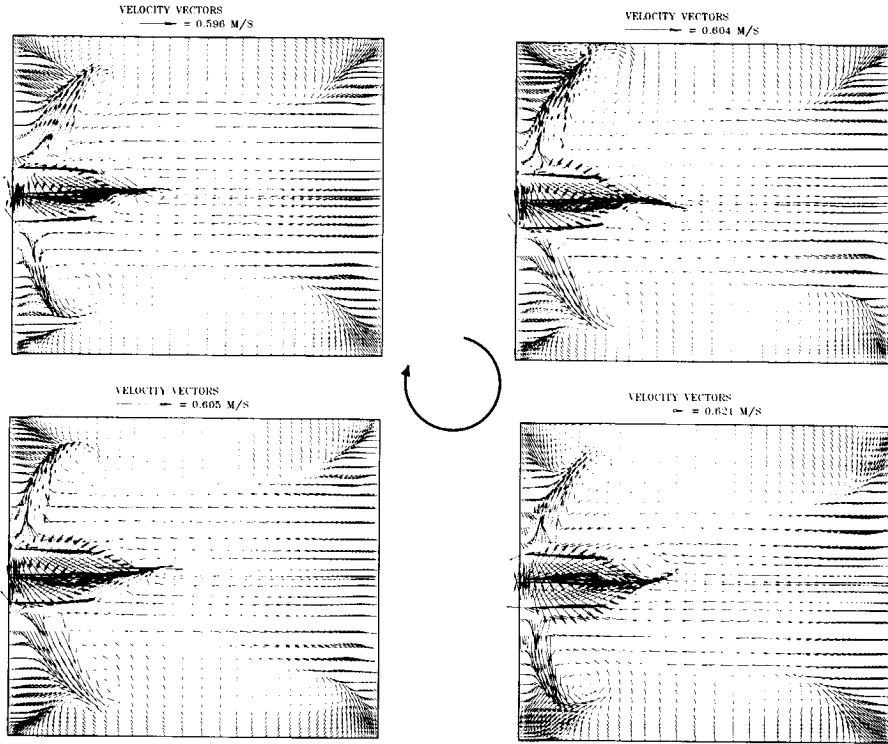 VELOCITY VECTORS
= 0.596 M/S
VELOCITY VECTORS
= 0.604 M/S
VELOCITY VECTORS
= 0.605 M/S
VELOCITY VECTORS
= 0.621 M/S